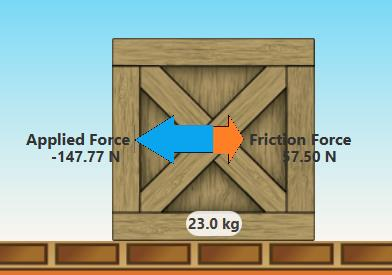 Applied Force
-147.77 N
Friction Force
57.50 N
23.0 kg